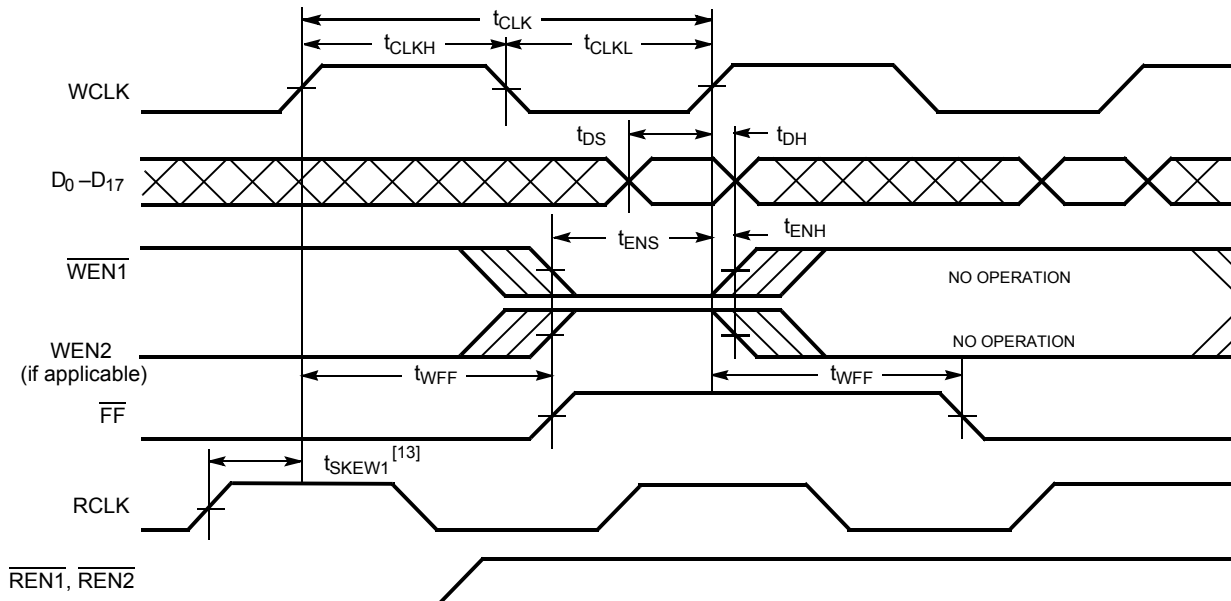 tCLK
tCLKH
tCLKL
WCLK
tDS
tDH
D0 –D17
tENS
tENH
WEN1
NO OPERATION
WEN2
(if applicable)
NO OPERATION
tWFF
tWFF
FF
tSKEW1 [13]
RCLK
REN1, REN2